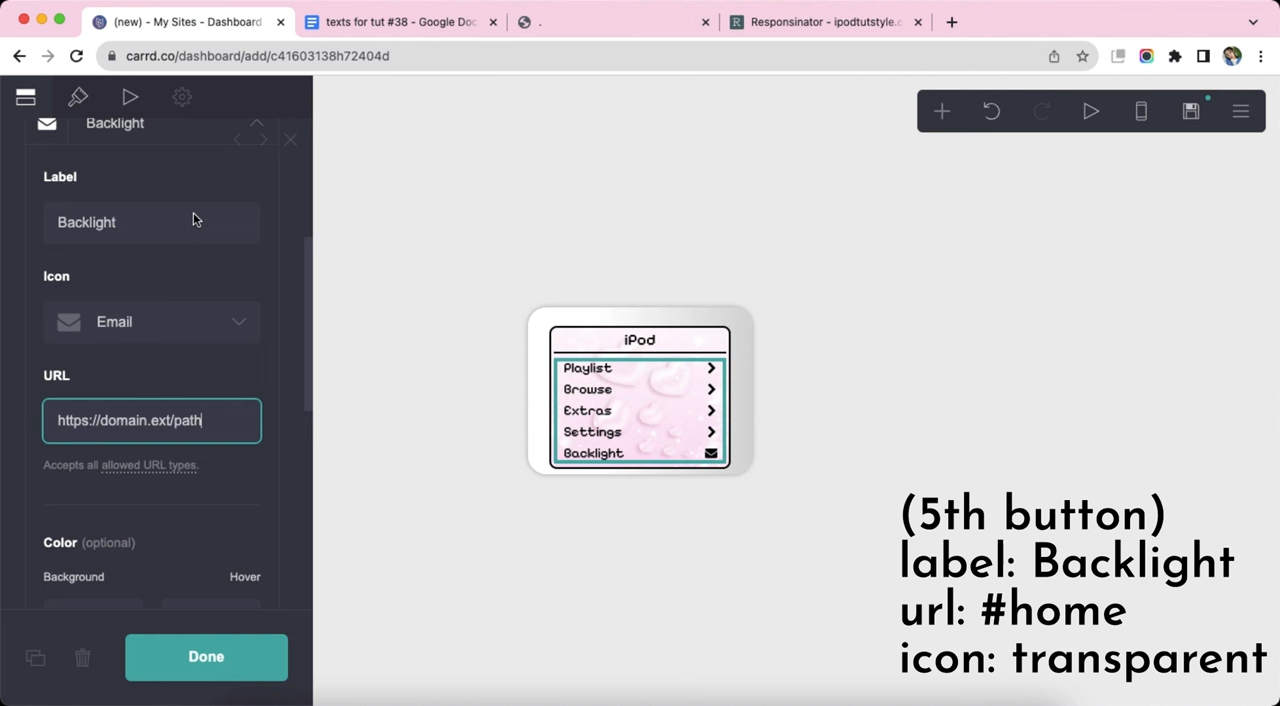 (new) - My Sites - Dashboard
texts for tut #38 - Google Doc
.
Responsinator - ipodtutstyle.c
carrd.co/dashboard/add/c41603138h72404d
Backlight
Label
Backlight
Icon
Email
URL
https://domain.ext/path
Accepts all allowed URL types.
Color (optional)
Background Hover
Done
iPod
Playlist
Browse
Extras
Settings
Backlight
(5th button)
label: Backlight
url: #home
icon: transparent